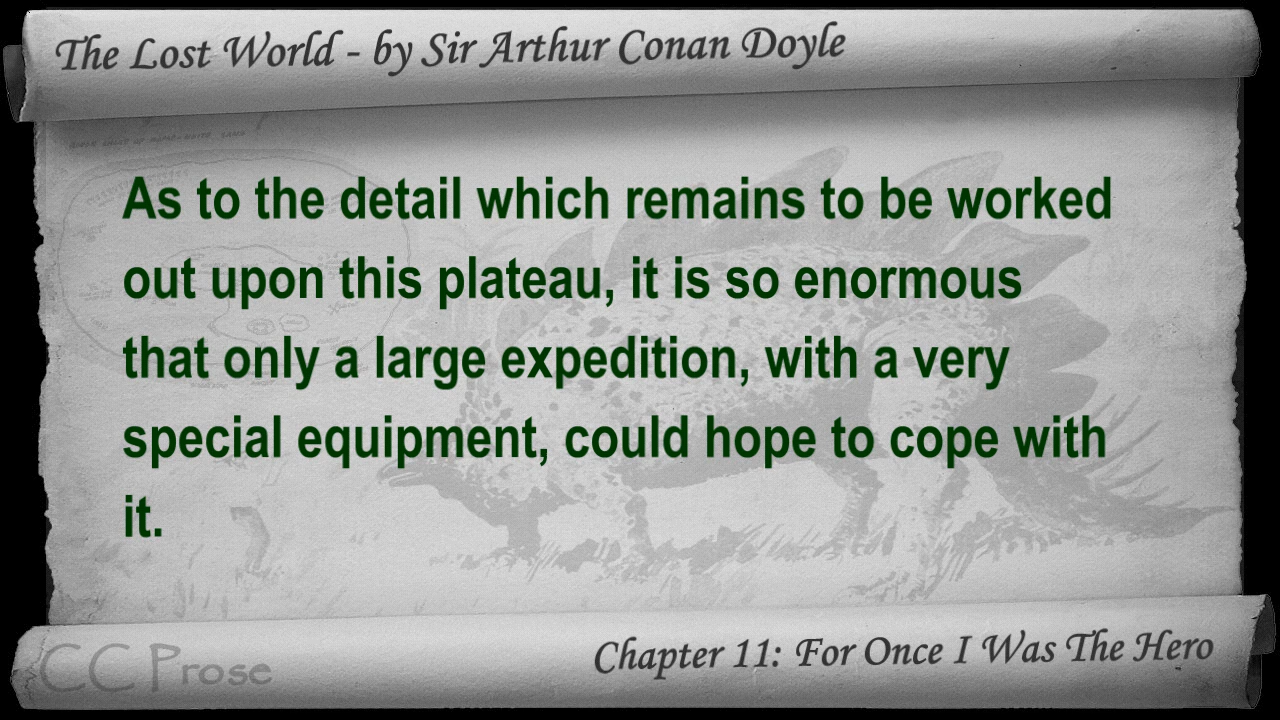 The Lost World - by Sir Arthur Conan Doyle
As to the detail which remains to be worked
out upon this plateau, it is so enormous
that only a large expedition, with a very
special equipment, could hope to cope with
it.
Chapter 11: For Once I Was The Hero
CC Prose